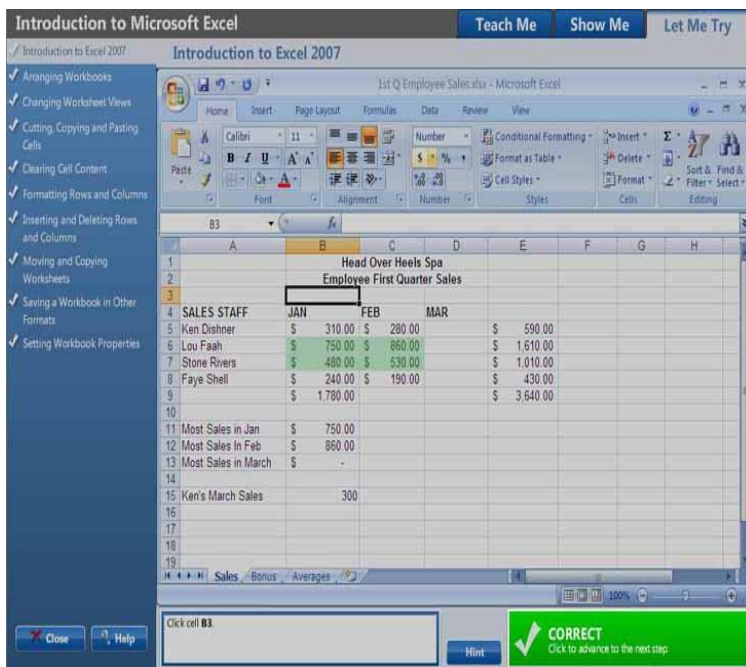 Introduction to Microsoft Excel
Teach Me
Show Me
Let Me Try
Introduction to Excel 2007
Introduction to Excel 2007
Arranging Workbooks
Changing Worksheet Views
Cutting, Copying and Pasting
Cells
Clearing Cell Content
Formatting Rows and Columns
Inserting and Deleting Rows
and Columns
Moving and Copying
Worksheets
Saving a Workbook in Other
Formats
Setting Workbook Properties
1st Q Employee Sales.xlsx - Microsoft Excel
Home Insert Page Layout Formulas Data Review View
Paste
Calibri 11
B I U A A
Font
Alignment
Number
$ % ,
Number
Conditional Formatting
Format as Table
Cell Styles
Styles
Insert
Delete
Format
Cells
Σ
Sort & Filter
Find & Select
Editing
B3 fx
A B C D E F G H
1 Head Over Heels Spa
2 Employee First Quarter Sales
3
4 SALES STAFF JAN FEB MAR
5 Ken Dishner $ 310.00 $ 280.00 $ 590.00
6 Lou Faah $ 750.00 $ 860.00 $ 1,610.00
7 Stone Rivers $ 480.00 $ 530.00 $ 1,010.00
8 Faye Shell $ 240.00 $ 190.00 $ 430.00
9 $ 1,780.00 $ 3,640.00
10
11 Most Sales in Jan $ 750.00
12 Most Sales In Feb $ 860.00
13 Most Sales in March $ -
14
15 Ken's March Sales 300
16
17
18
19
Sales Bonus Averages
100%
Close
Help
Click cell B3.
Hint
CORRECT
Click to advance to the next step